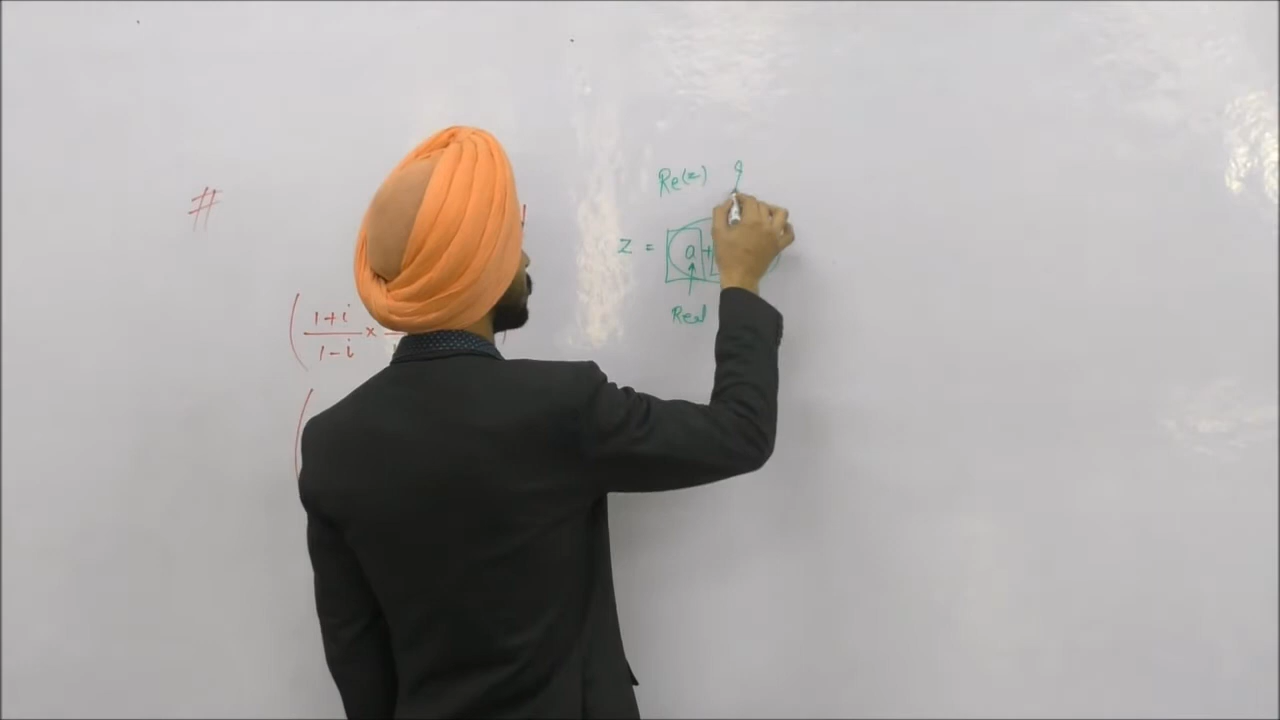 #
Re(z)
z = a +
Real
( 1+i / 1-i ×
(